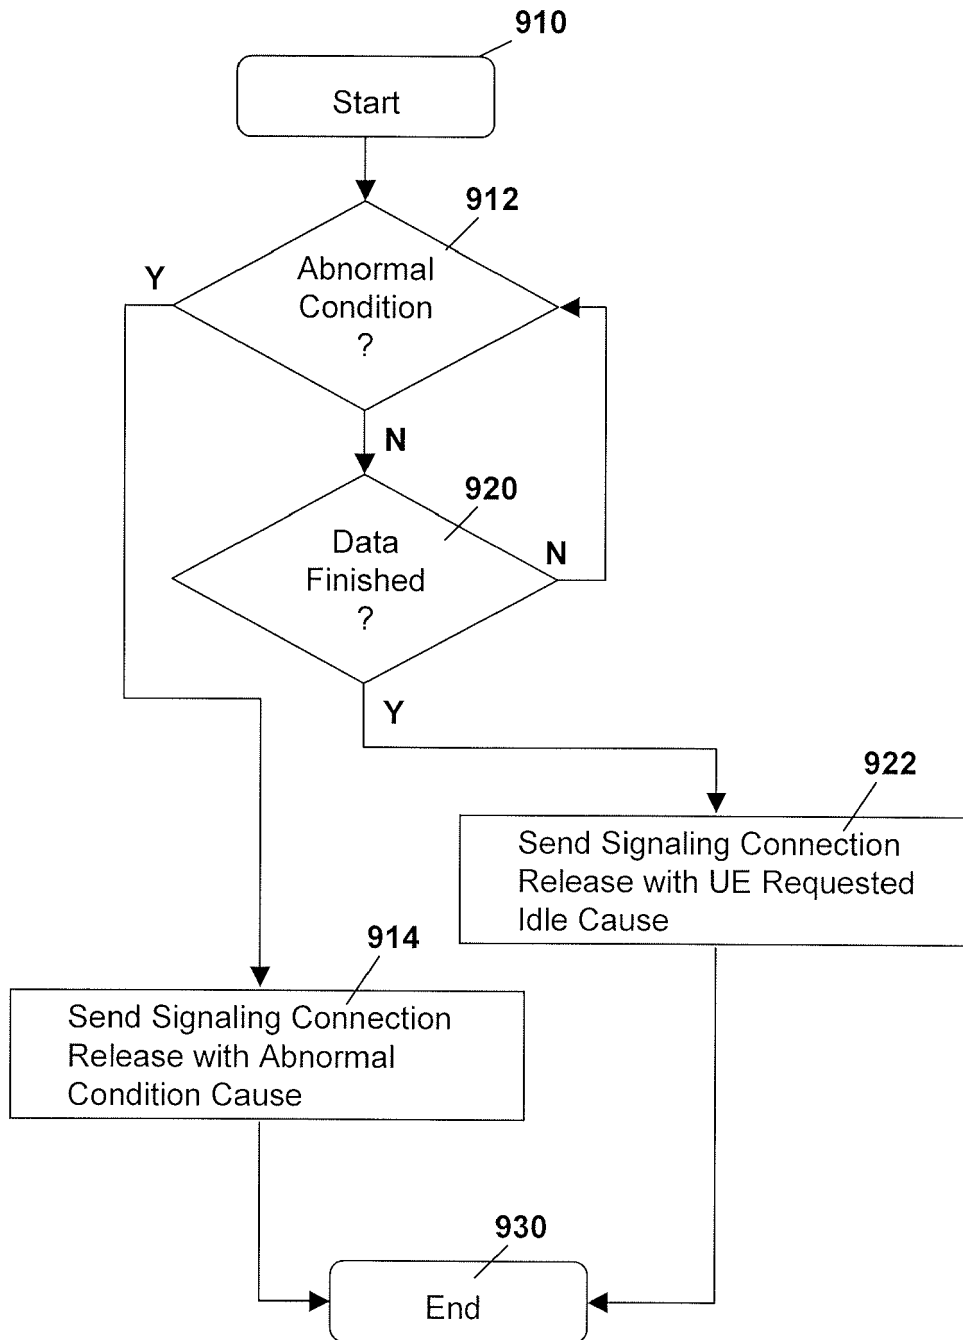 910
Start
912
Y
Abnormal
Condition
?
N
920
Data
Finished
?
N
Y
922
Send Signaling Connection
Release with UE Requested
Idle Cause
914
Send Signaling Connection
Release with Abnormal
Condition Cause
930
End